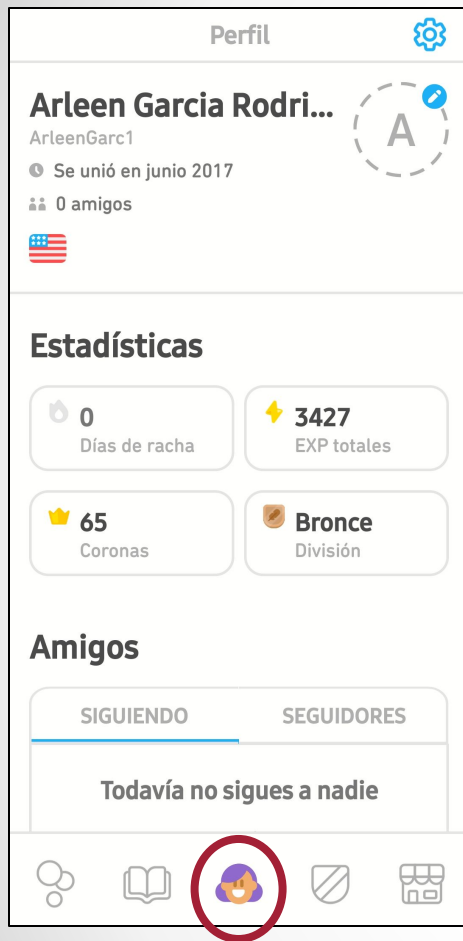 Perfil
Arleen Garcia Rodri...
A
ArleenGarc1
Se unió en junio 2017
0 amigos
Estadísticas
0
Días de racha
3427
EXP totales
65
Coronas
Bronce
División
Amigos
SIGUIENDO SEGUIDORES
Todavía no sigues a nadie